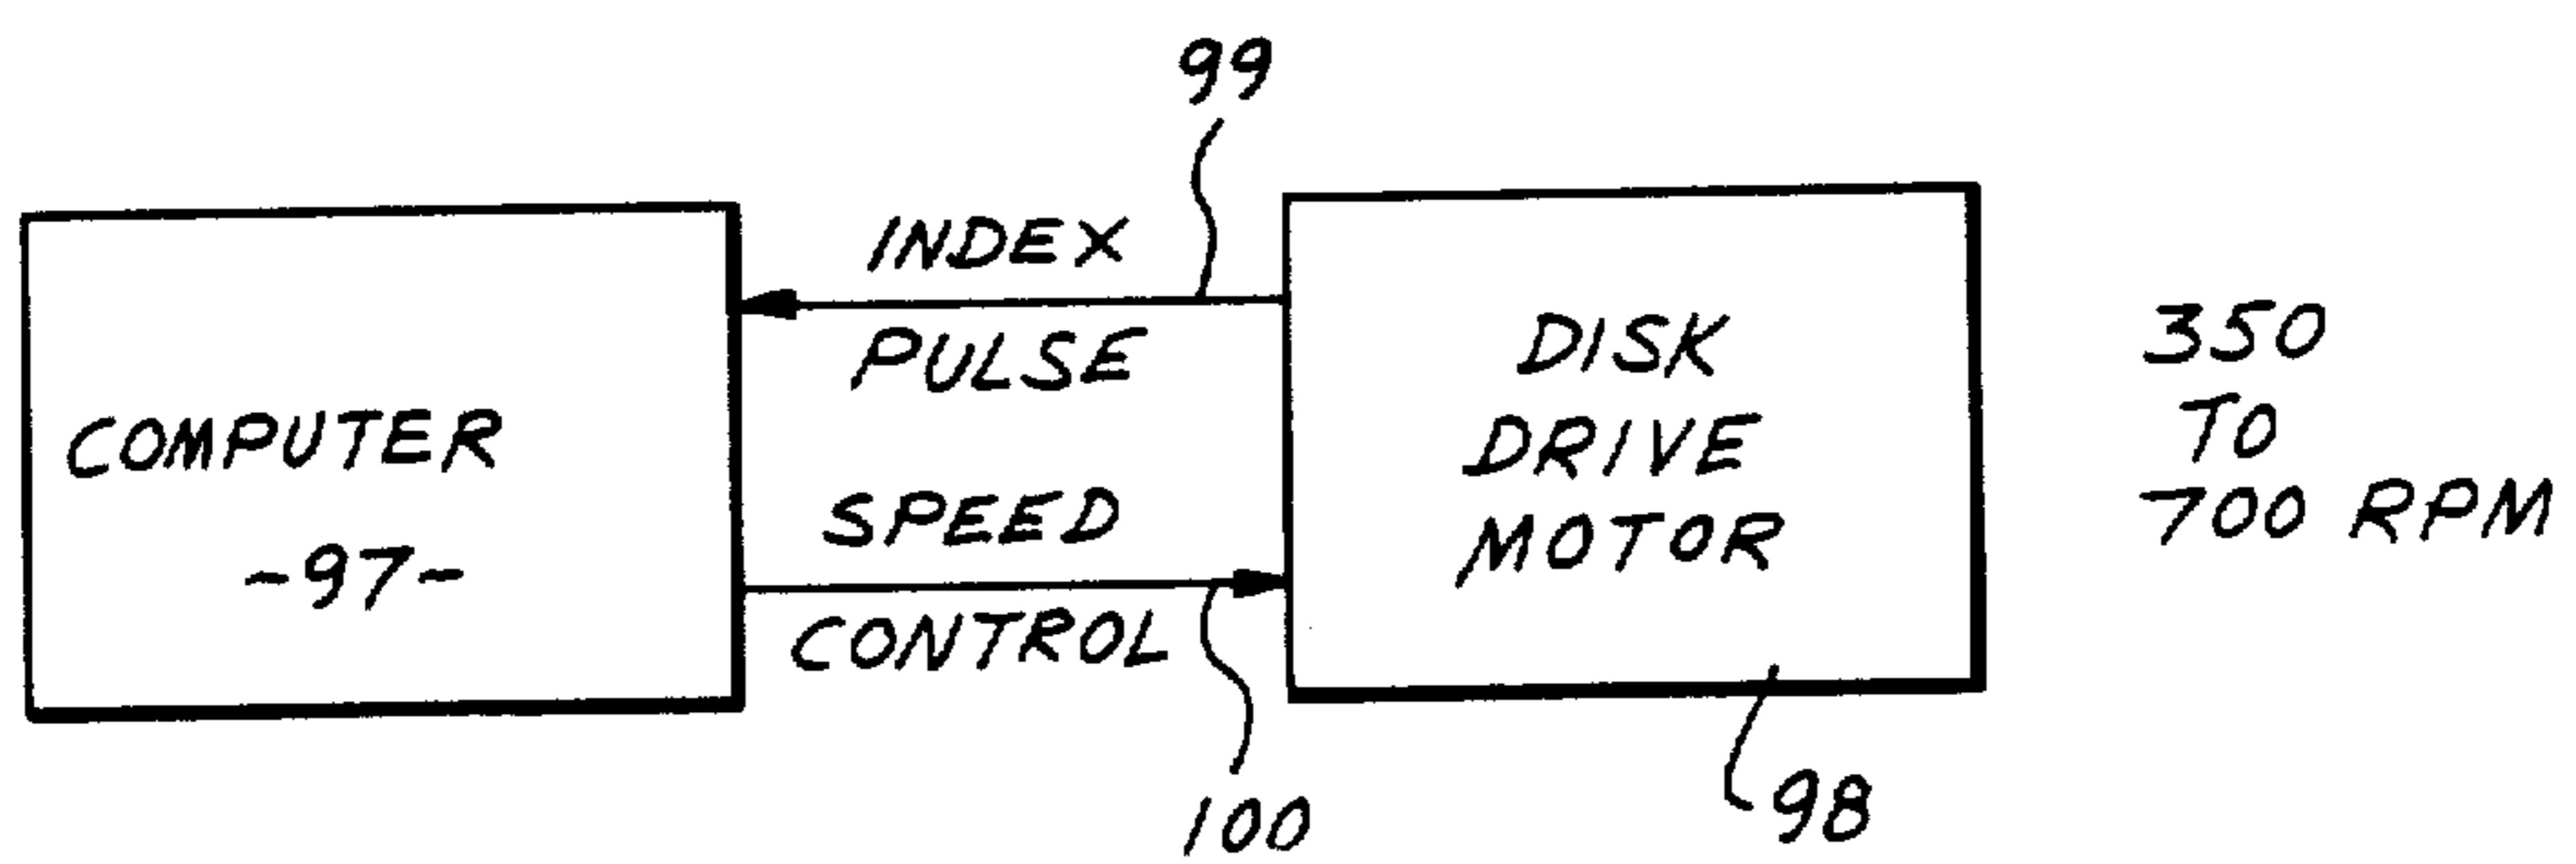 99
INDEX
PULSE
COMPUTER
-97-
SPEED
CONTROL
100
DISK
DRIVE
MOTOR
98
350
TO
700 RPM